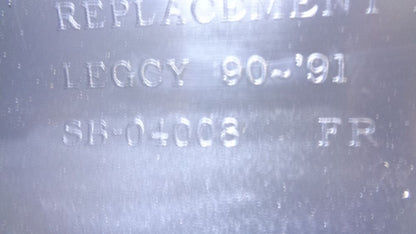 REPLACEMENT
LEGCY 90~'91
SB-04008 FR